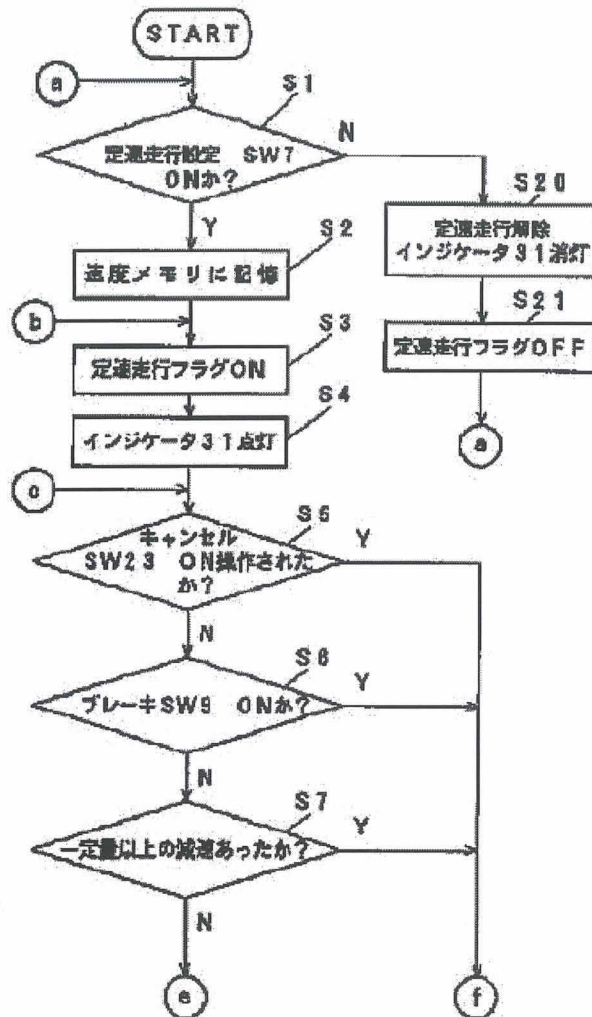 START
a
S1
定速走行設定 SW7
ONか？
N
Y
S20
定速走行解除
インジケータ31消灯
S2
速度メモリに記憶
S21
定速走行フラグOFF
a
b
S3
定速走行フラグON
S4
インジケータ31点灯
c
S5
キャンセル
SW23 ON操作された
か？
Y
N
S6
ブレーキSW9 ONか？
Y
N
S7
一定量以上の減速あったか？
Y
N
e
f